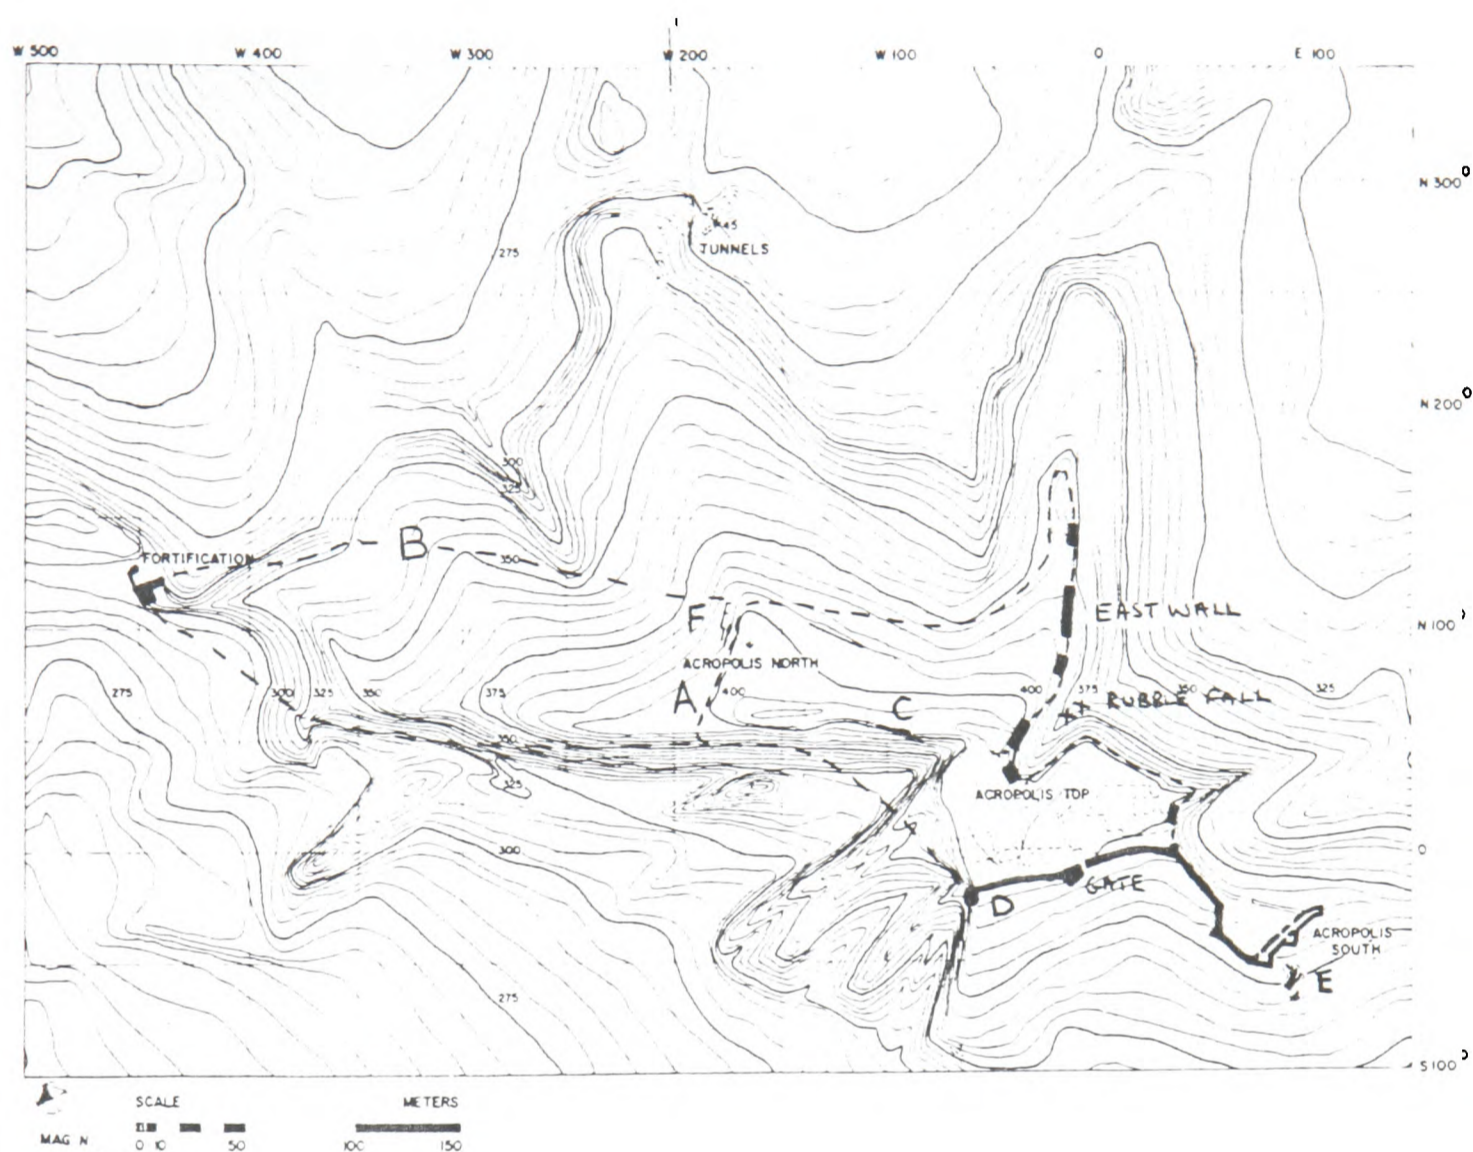 W 500 W 400 W 300 W 200 W 100 0 E 100
N 300
45
TUNNELS
275
N 200
300
325
FORTIFICATION
B
350
F
EAST WALL
N 100
ACROPOLIS NORTH
275
300
325
350
375
A
400
C
400
375
350
325
RUBBLE FALL
350
325
ACROPOLIS TOP
300
0
GATE
D
ACROPOLIS
SOUTH
E
275
S 100
SCALE METERS
MAG N
0 10 50 100 150